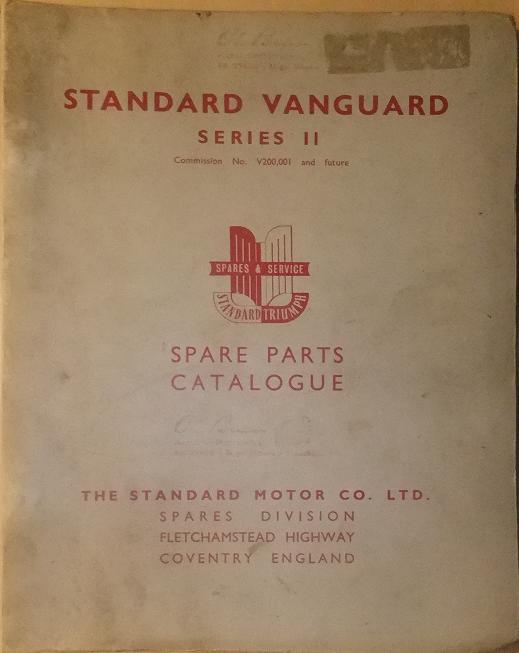 STANDARD VANGUARD
SERIES II
Commission No. V200,001 and future
SPARES & SERVICE
STANDARD TRIUMPH
SPARE PARTS
CATALOGUE
THE STANDARD MOTOR CO. LTD.
SPARES DIVISION
FLETCHAMSTEAD HIGHWAY
COVENTRY ENGLAND